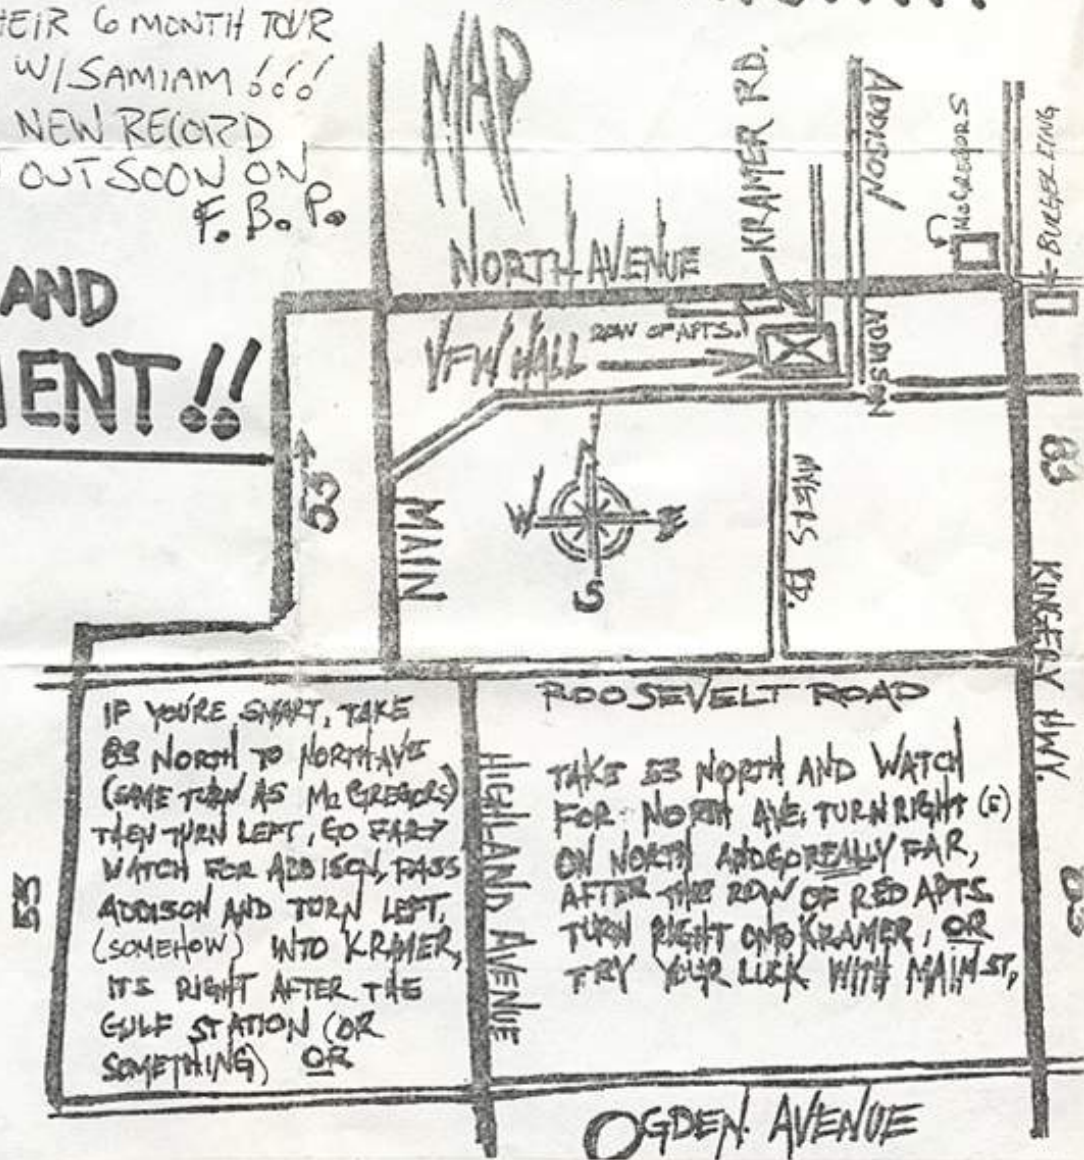 HEIR 6 MONTH TOUR
W/SAMIAM !!!
NEW RECORD
OUT SOON ON
F.B.P.
AND
MENT!!
MAP
KRAMER RD.
ADDISON
McGREGORS
BURGER KING
NORTH AVENUE
ROW OF APTS.
VFW HALL
ADDISON
53
MAIN
N
W
E
S
RD.
83
KINGERY HWY.
ROOSEVELT ROAD
IF YOU'RE SMART, TAKE
83 NORTH TO NORTH AVE
(SAME TURN AS McGREGORS)
THEN TURN LEFT, GO FAR
WATCH FOR ADDISON, PASS
ADDISON AND TURN LEFT,
(SOMEHOW) INTO KRAMER,
ITS RIGHT AFTER THE
GULF STATION (OR
SOMETHING) OR
53
HIGHLAND AVENUE
TAKE 53 NORTH AND WATCH
FOR NORTH AVE. TURN RIGHT (E)
ON NORTH AND GO REALLY FAR,
AFTER THE ROW OF RED APTS.
TURN RIGHT ONTO KRAMER, OR
TRY YOUR LUCK WITH MAIN ST,
83
OGDEN AVENUE